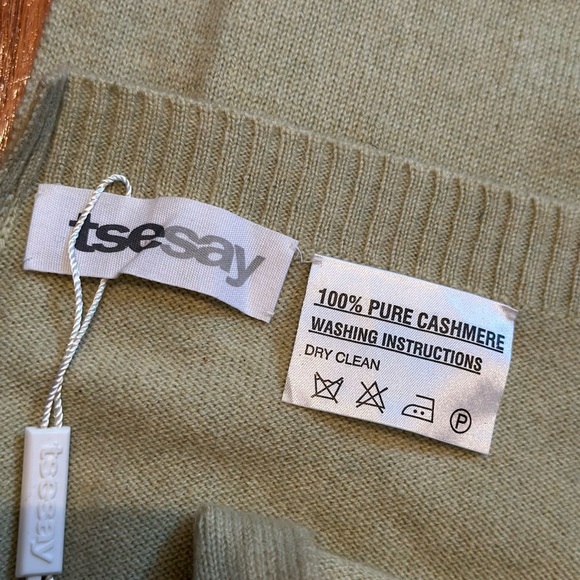 tsesay
100% PURE CASHMERE
WASHING INSTRUCTIONS
DRY CLEAN
P
tsesay